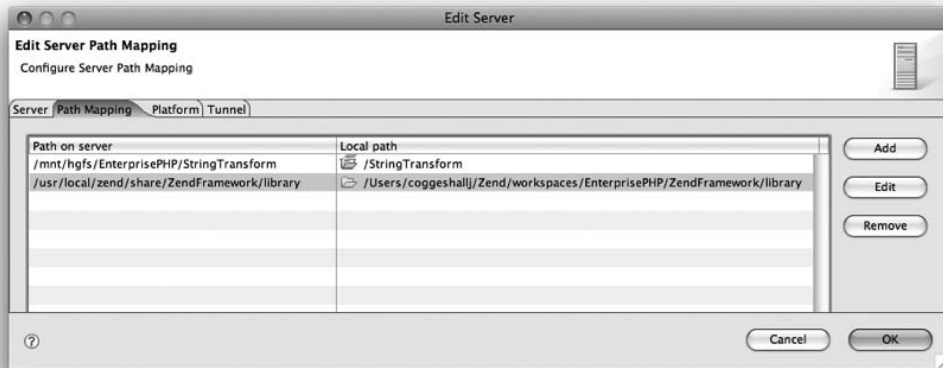 Edit Server
Edit Server Path Mapping
Configure Server Path Mapping
Server Path Mapping Platform Tunnel
Path on server Local path
/mnt/hgfs/EnterprisePHP/StringTransform /StringTransform
/usr/local/zend/share/ZendFramework/library /Users/coggeshallj/Zend/workspaces/EnterprisePHP/ZendFramework/library
Add
Edit
Remove
?
Cancel OK